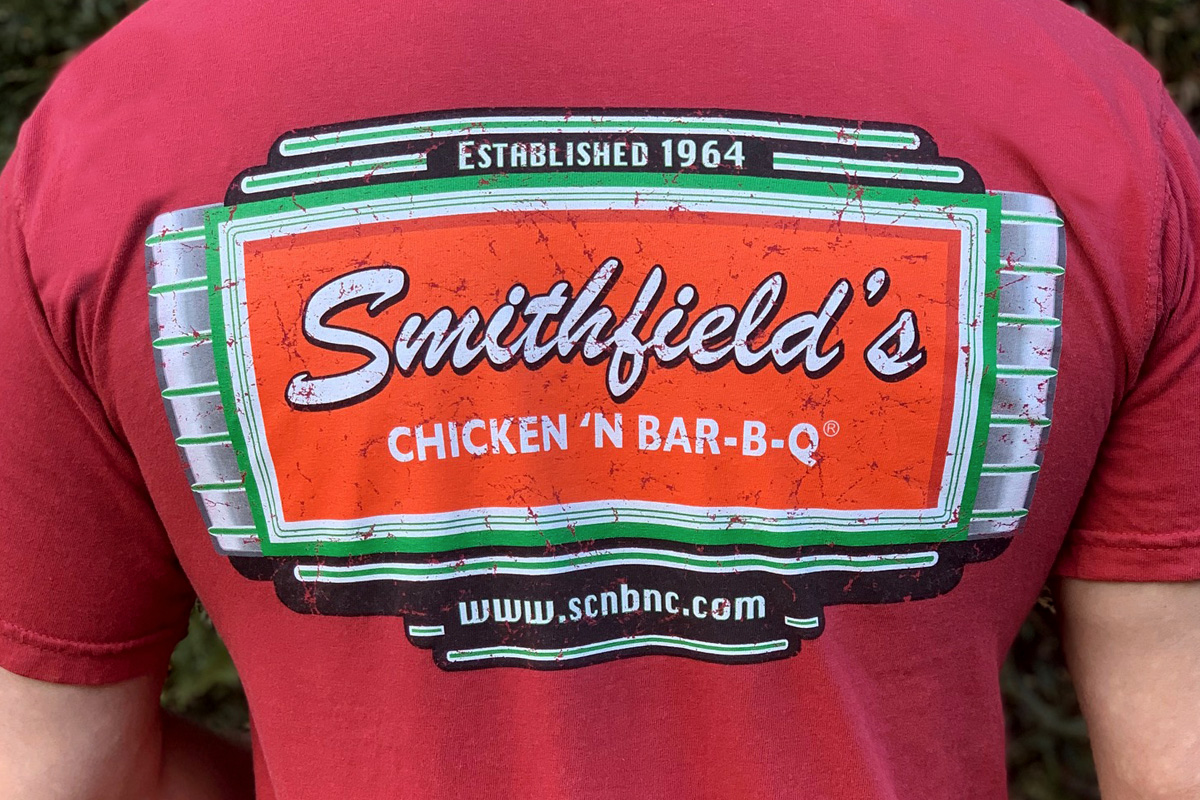 ESTABLISHED 1964
Smithfield's
CHICKEN 'N BAR-B-Q®
www.scnbnc.com